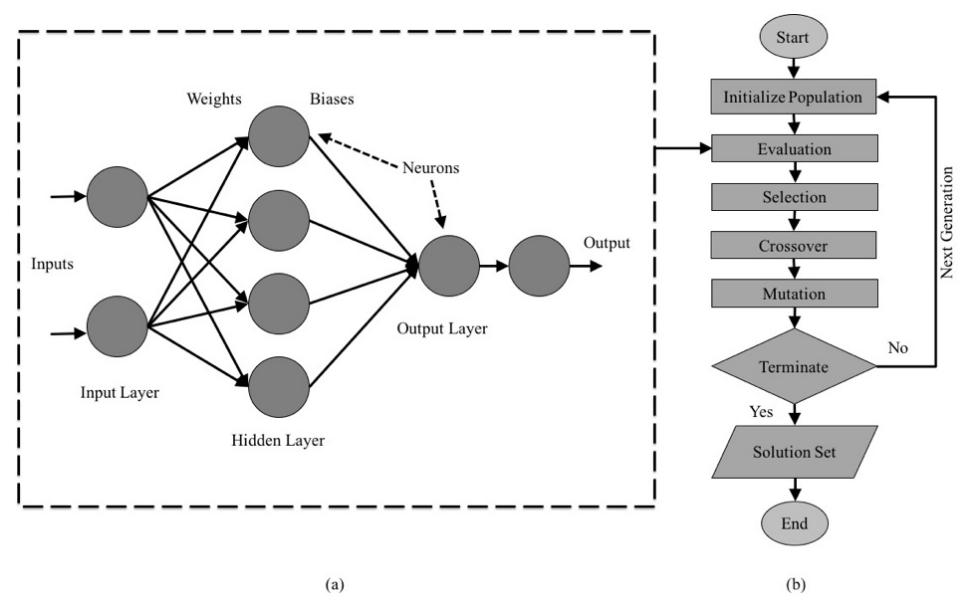 Weights
Biases
Neurons
Inputs
Output
Output Layer
Input Layer
Hidden Layer
(a)
Start
Initialize Population
Evaluation
Selection
Crossover
Mutation
Terminate
No
Next Generation
Yes
Solution Set
End
(b)